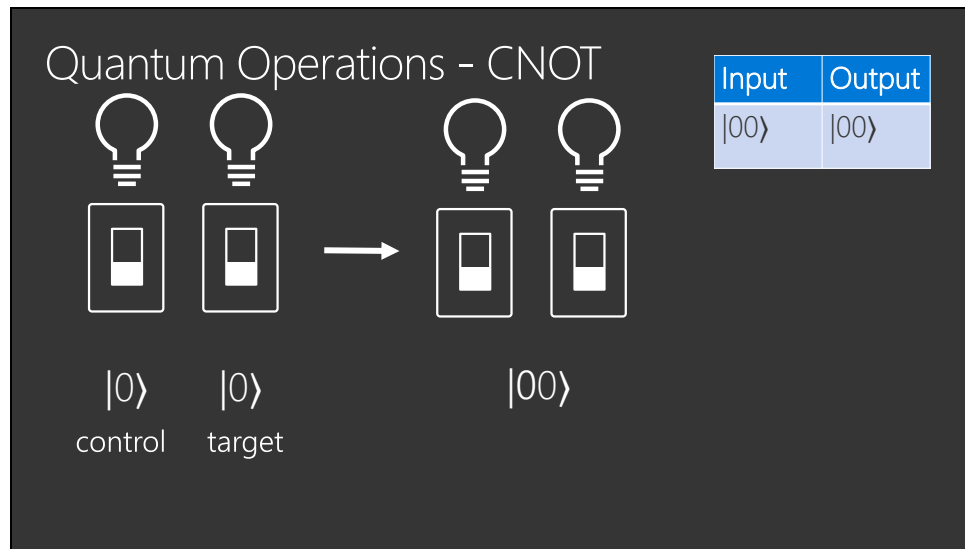 Quantum Operations - CNOT
Input Output
|00⟩ |00⟩
|0⟩ |0⟩ |00⟩
control target